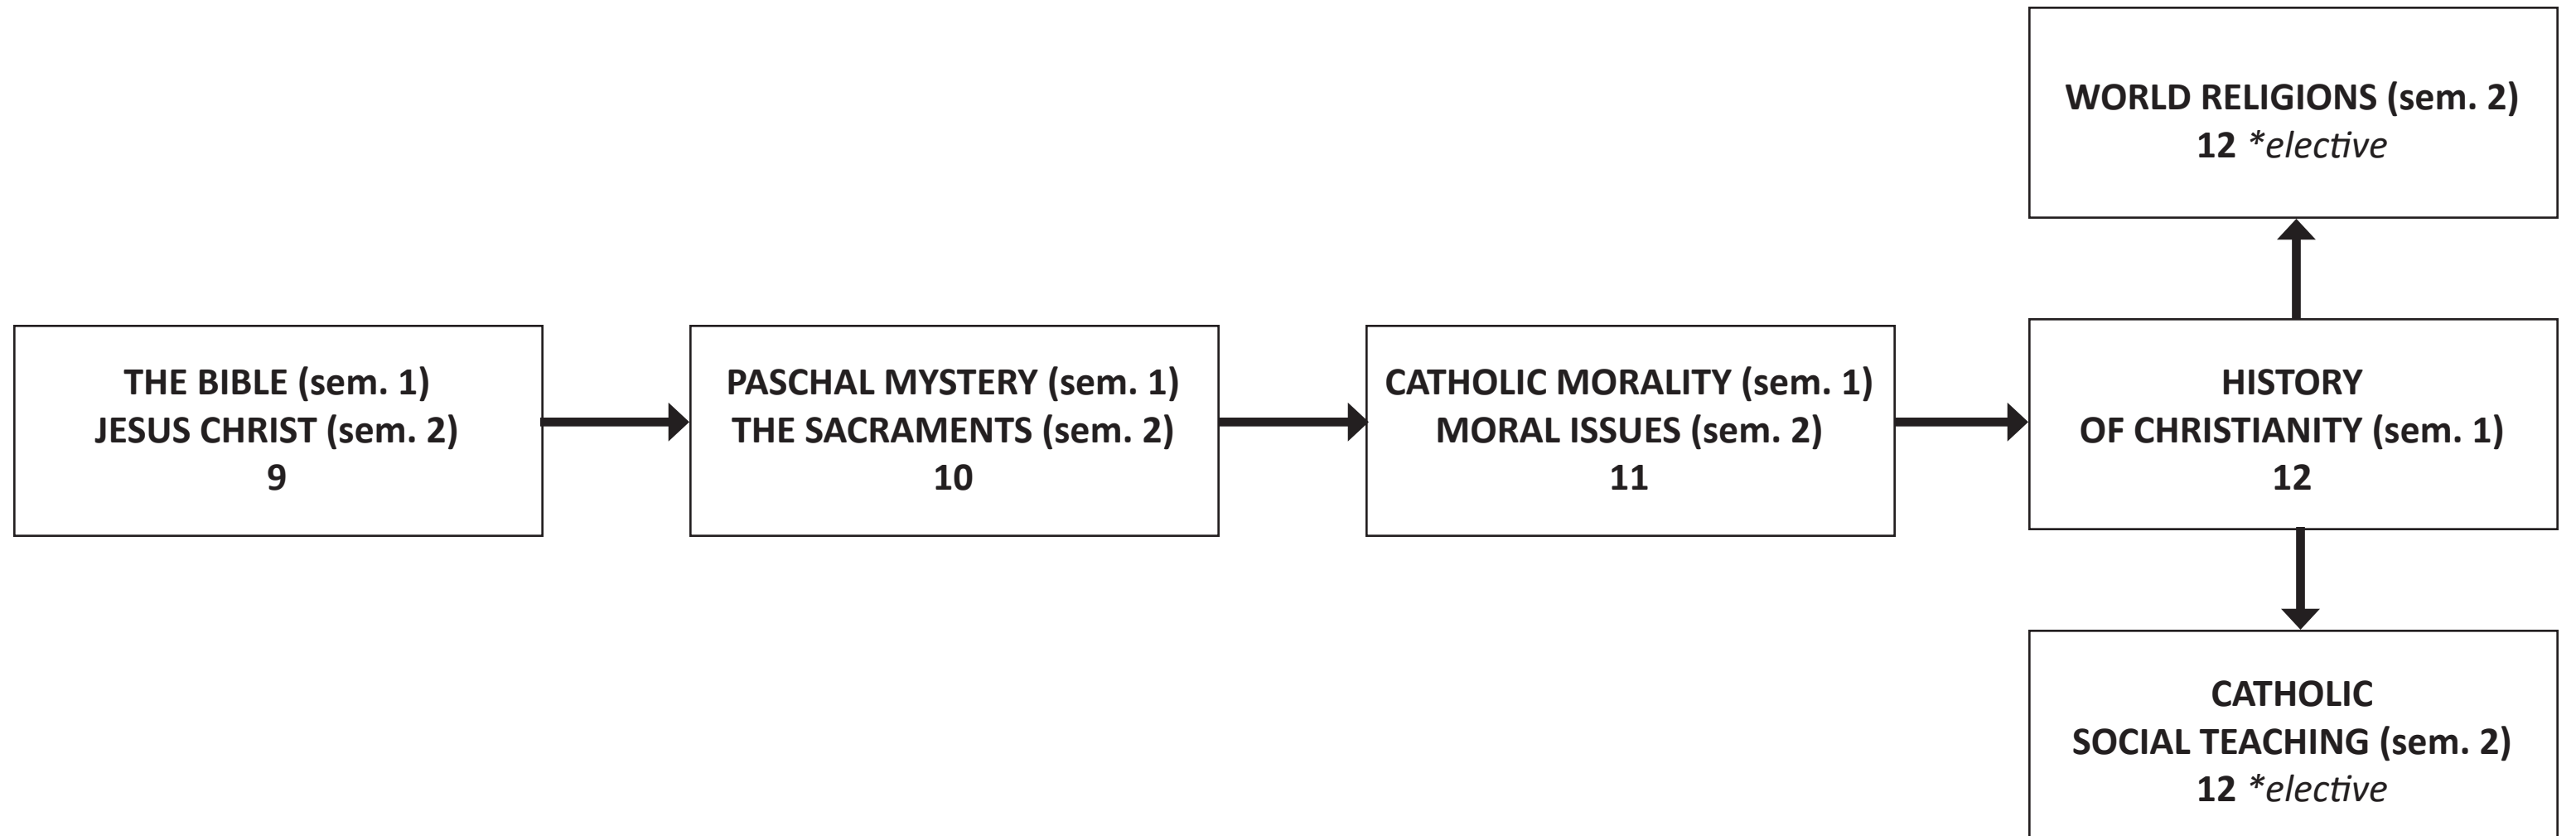 WORLD RELIGIONS (sem. 2)
12 *elective
THE BIBLE (sem. 1)
JESUS CHRIST (sem. 2)
9
PASCHAL MYSTERY (sem. 1)
THE SACRAMENTS (sem. 2)
10
CATHOLIC MORALITY (sem. 1)
MORAL ISSUES (sem. 2)
11
HISTORY
OF CHRISTIANITY (sem. 1)
12
CATHOLIC
SOCIAL TEACHING (sem. 2)
12 *elective